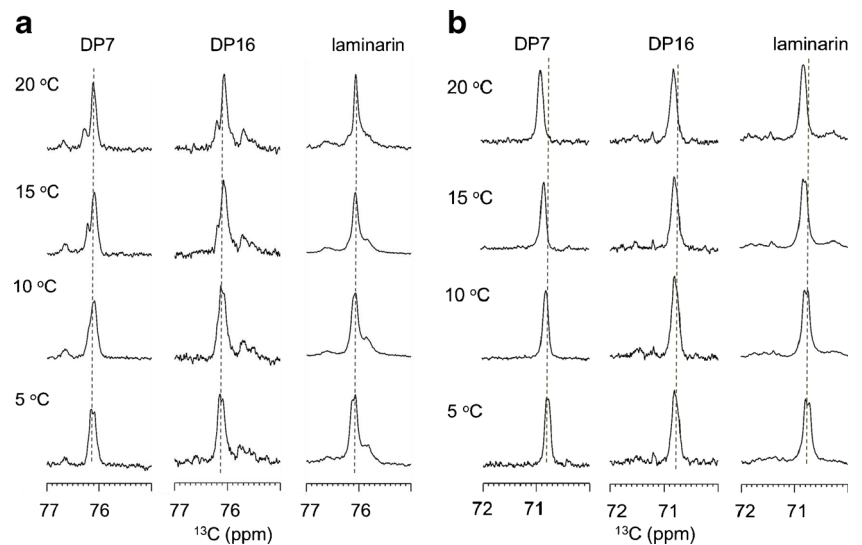 a
b
DP7 DP16 laminarin
DP7 DP16 laminarin
20 °C
20 °C
15 °C
15 °C
10 °C
10 °C
5 °C
5 °C
77 76 77 76 77 76
72 71 72 71 72 71
¹³C (ppm)
¹³C (ppm)